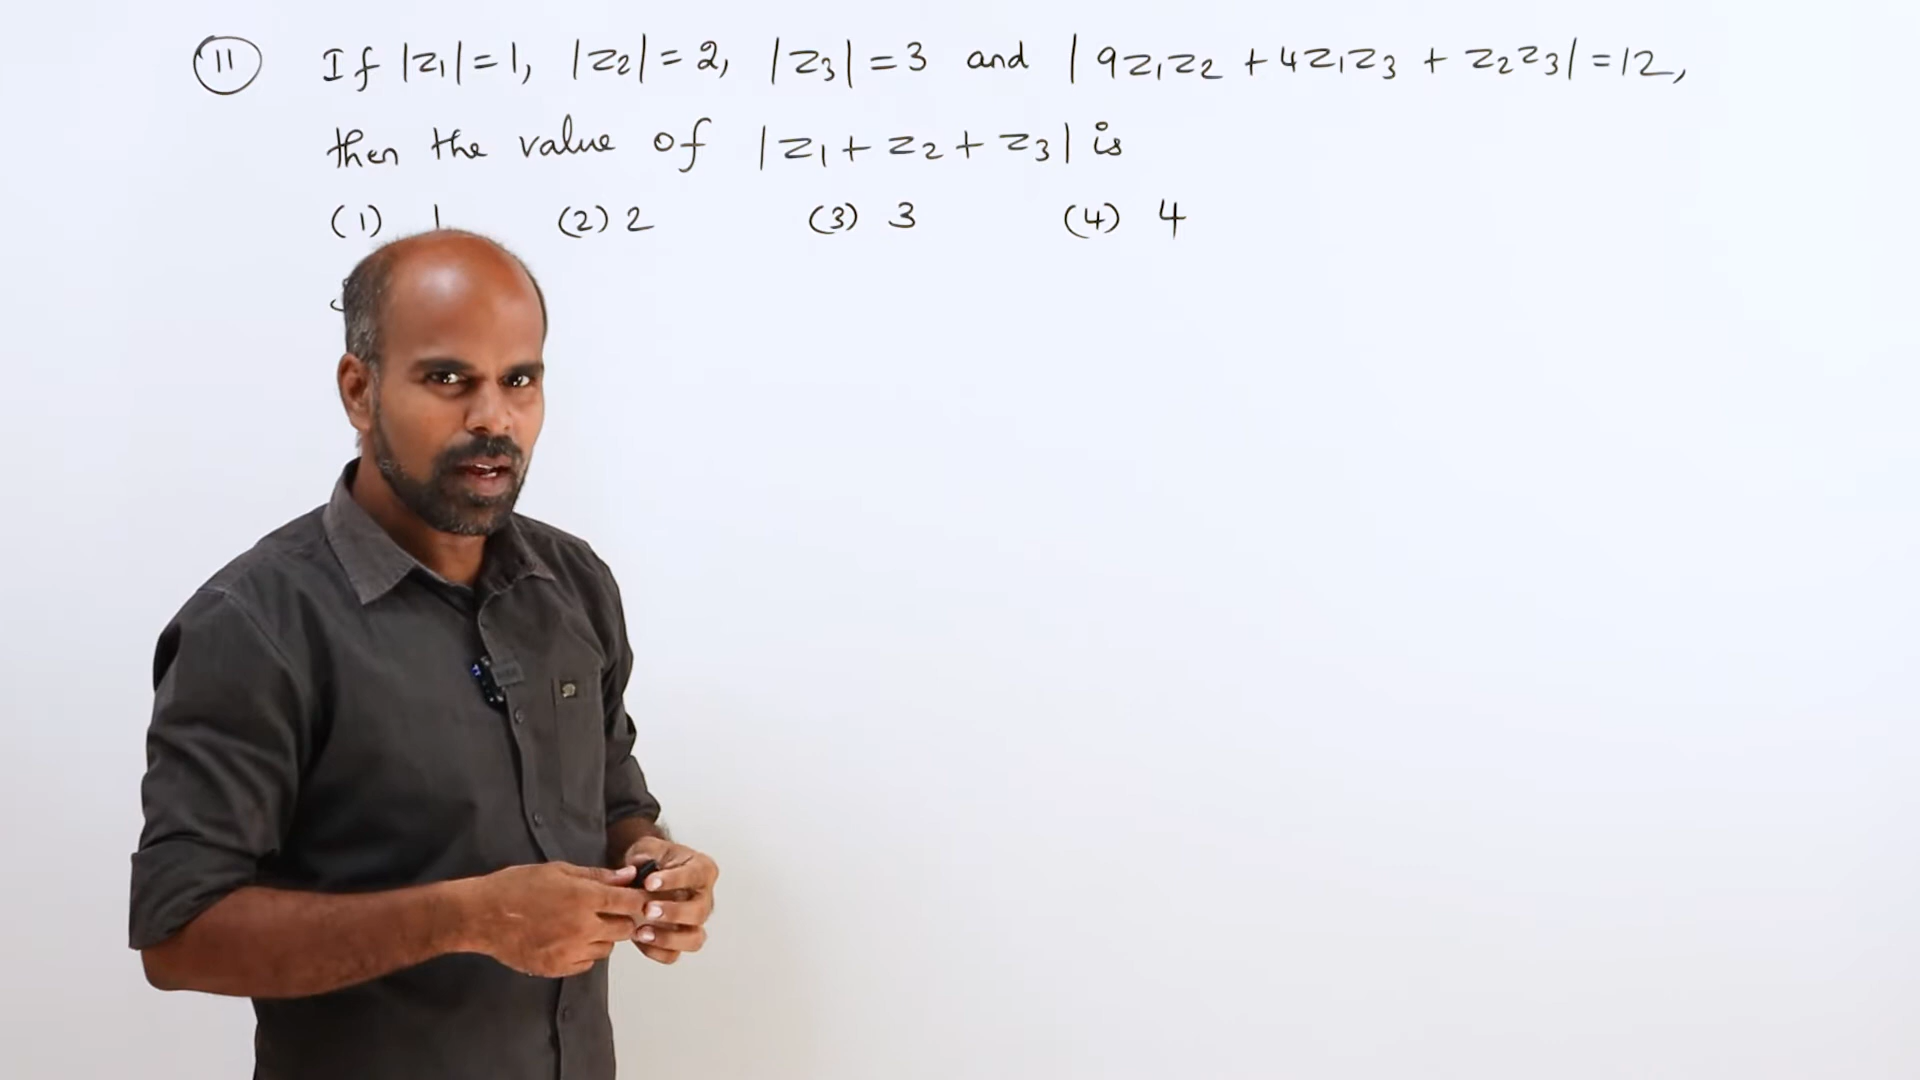 11 If |z1| = 1, |z2| = 2, |z3| = 3 and |9z1z2 + 4z1z3 + z2z3| = 12,
then the value of |z1 + z2 + z3| is
(1) 1 (2) 2 (3) 3 (4) 4